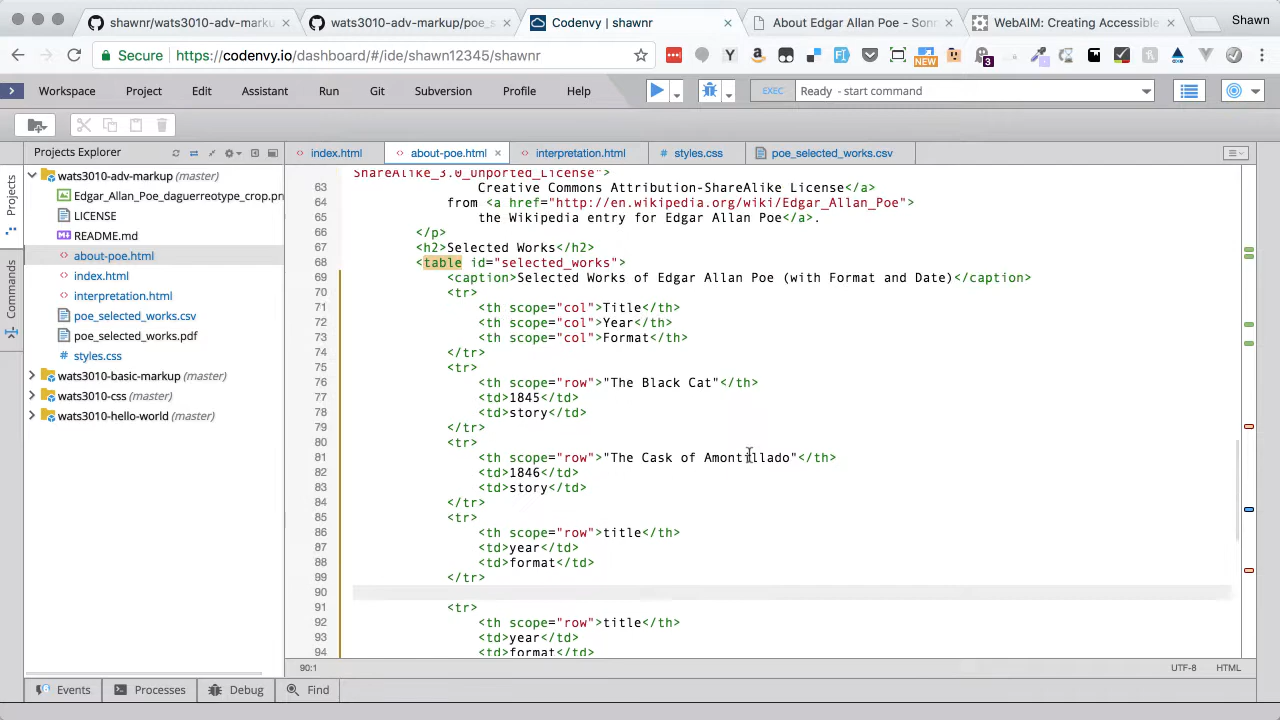 shawnr/wats3010-adv-marku
wats3010-adv-markup/poe_s
Codenvy | shawnr
About Edgar Allan Poe - Sonn
WebAIM: Creating Accessible
Shawn
Secure
https://codenvy.io/dashboard/#/ide/shawn12345/shawnr
NEW
3
Workspace Project Edit Assistant Run Git Subversion Profile Help
EXEC Ready - start command
Projects Explorer
index.html about-poe.html interpretation.html styles.css poe_selected_works.csv
Projects
Commands
wats3010-adv-markup (master)
Edgar_Allan_Poe_daguerreotype_crop.pn
LICENSE
README.md
about-poe.html
index.html
interpretation.html
poe_selected_works.csv
poe_selected_works.pdf
styles.css
wats3010-basic-markup (master)
wats3010-css (master)
wats3010-hello-world (master)
ShareAlike_3.0_Unported_License">
63 Creative Commons Attribution-ShareAlike License</a>
64 from <a href="http://en.wikipedia.org/wiki/Edgar_Allan_Poe">
65 the Wikipedia entry for Edgar Allan Poe</a>.
66 </p>
67 <h2>Selected Works</h2>
68 <table id="selected_works">
69 <caption>Selected Works of Edgar Allan Poe (with Format and Date)</caption>
70 <tr>
71 <th scope="col">Title</th>
72 <th scope="col">Year</th>
73 <th scope="col">Format</th>
74 </tr>
75 <tr>
76 <th scope="row">"The Black Cat"</th>
77 <td>1845</td>
78 <td>story</td>
79 </tr>
80 <tr>
81 <th scope="row">"The Cask of Amontillado"</th>
82 <td>1846</td>
83 <td>story</td>
84 </tr>
85 <tr>
86 <th scope="row">title</th>
87 <td>year</td>
88 <td>format</td>
99 </tr>
90
91 <tr>
92 <th scope="row">title</th>
93 <td>year</td>
94 <td>format</td>
90:1 UTF-8 HTML
Events Processes Debug Find